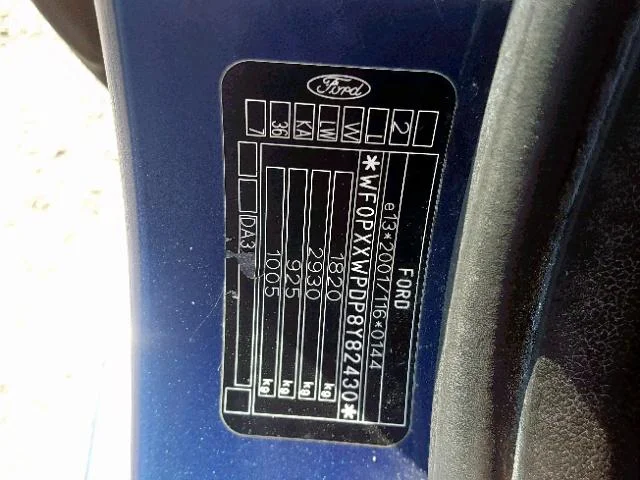 Ford
FORD
e13*2001/116*0144
*WF0PXXWPDP8Y82430*
1820 kg
2930 kg
925 kg
1005 kg
DA3
2
L
VV
LW
KA
36
7